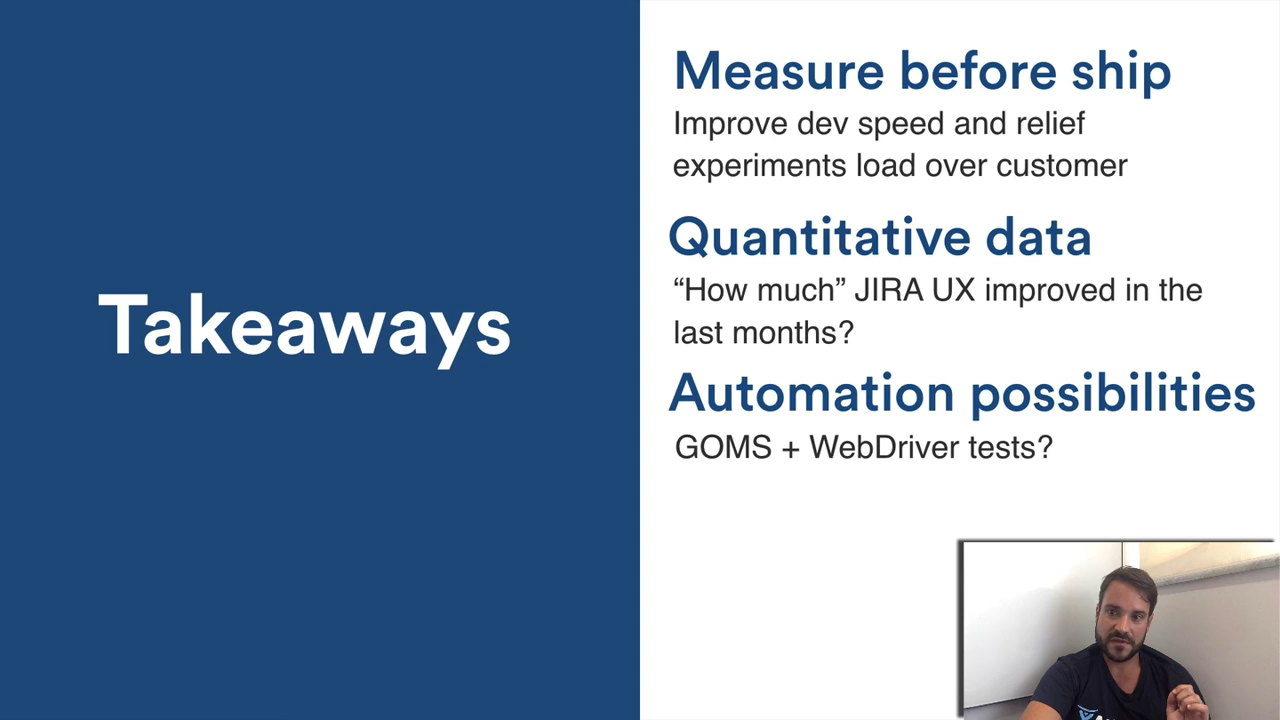 Takeaways
Measure before ship
Improve dev speed and relief
experiments load over customer
Quantitative data
“How much” JIRA UX improved in the
last months?
Automation possibilities
GOMS + WebDriver tests?